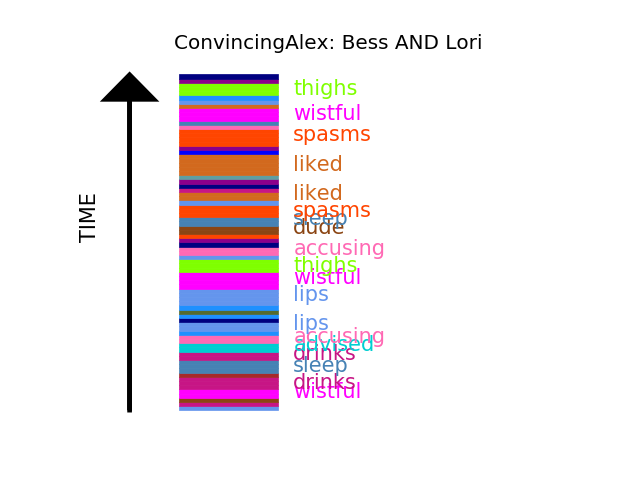 ConvincingAlex: Bess AND Lori
TIME
thighs
wistful
spasms
liked
liked
spasms
sleep
dude
accusing
thighs
wistful
lips
lips
accusing
advised
drinks
sleep
drinks
wistful